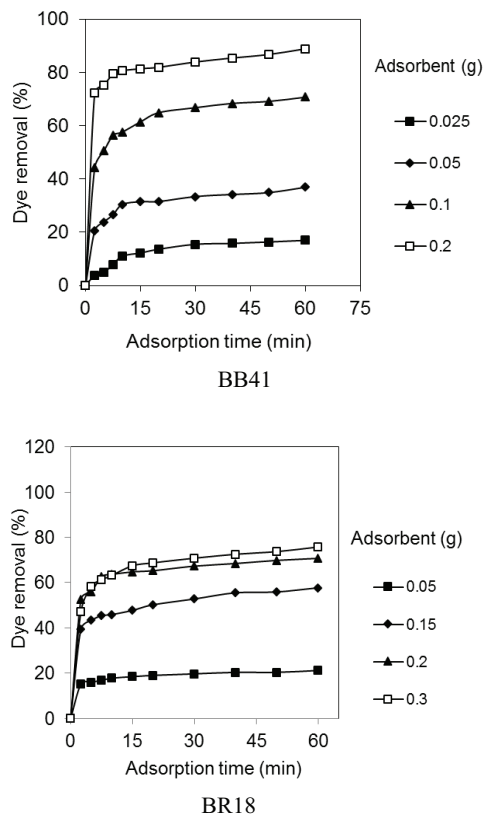 100
80
60
40
20
0
Dye removal (%)
0 15 30 45 60 75
Adsorption time (min)
Adsorbent (g)
0.025
0.05
0.1
0.2
BB41
120
100
80
60
40
20
0
Dye removal (%)
0 15 30 45 60
Adsorption time (min)
Adsorbent (g)
0.05
0.15
0.2
0.3
BR18